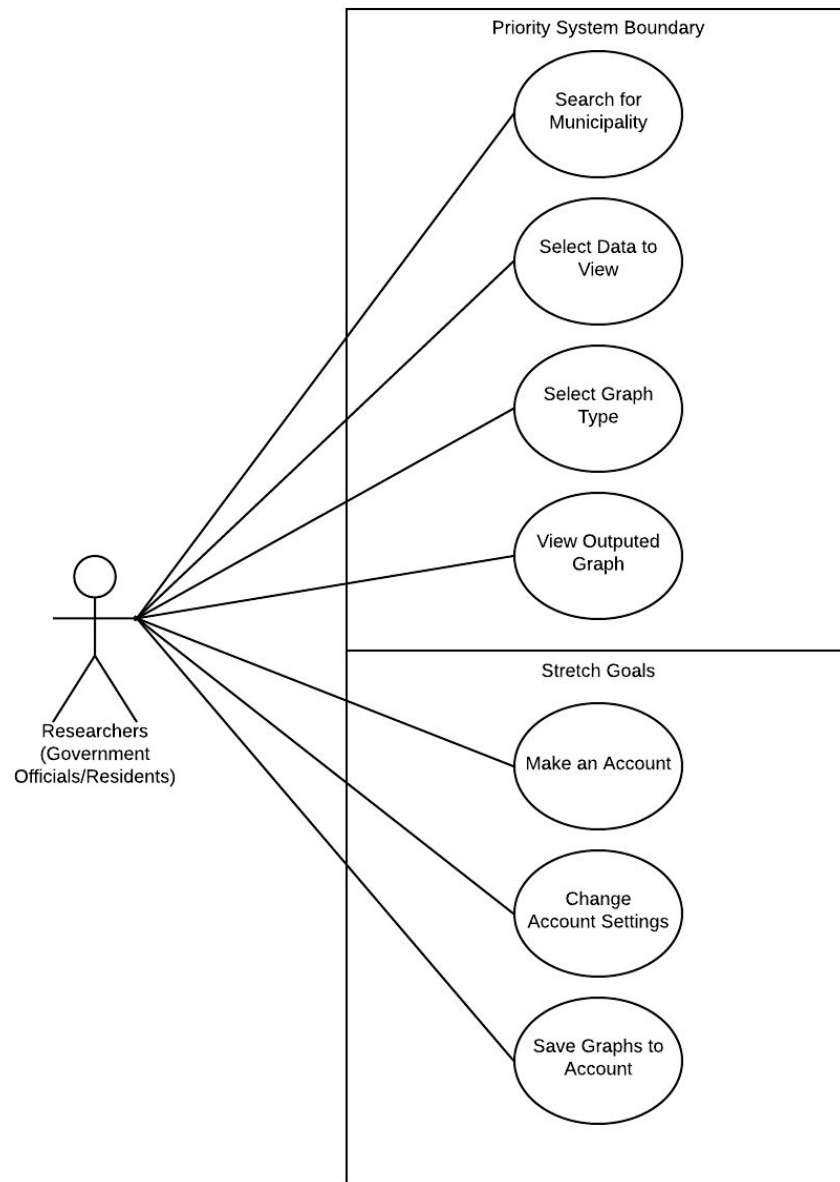 Priority System Boundary
Search for
Municipality
Select Data to
View
Select Graph
Type
View Outputed
Graph
Researchers
(Government
Officials/Residents)
Stretch Goals
Make an Account
Change
Account Settings
Save Graphs to
Account